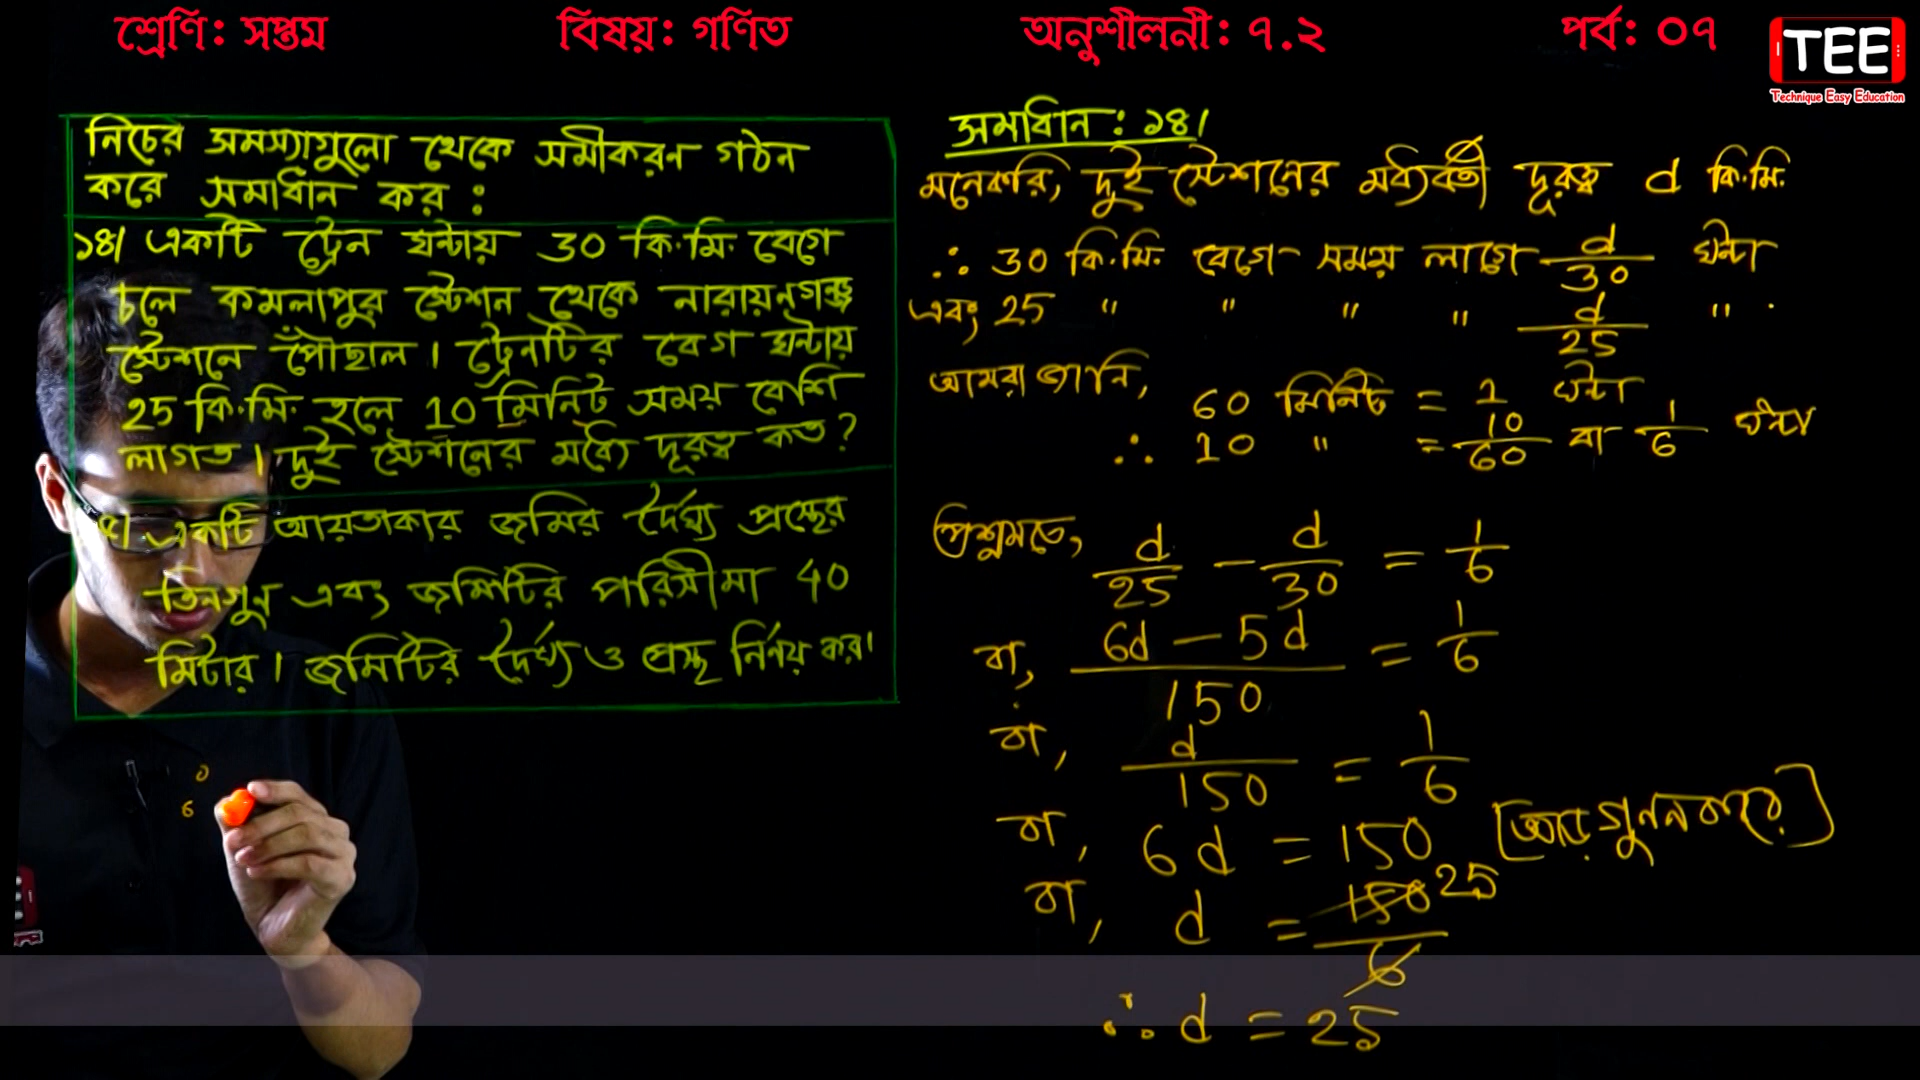 শ্রেণি: সপ্তম বিষয়: গণিত অনুশীলনী: ৭.২ পর্ব: ০৭
TEE
Technique Easy Education
নিচের সমস্যাগুলো থেকে সমীকরণ গঠন
করে সমাধান কর:
১৪। একটি ট্রেন ঘন্টায় 30 কি.মি. বেগে
চলে কমলাপুর স্টেশন থেকে নারায়নগঞ্জ
স্টেশনে পৌঁছাল। ট্রেনটির বেগ ঘন্টায়
25 কি.মি. হলে 10 মিনিট সময় বেশি
লাগত। দুই স্টেশনের মধ্যে দূরত্ব কত?
একটি আয়তাকার জমির দৈর্ঘ্য প্রস্থের
তিনগুন এবং জমিটির পরিসীমা 40
মিটার। জমিটির দৈর্ঘ্য ও প্রস্থ নির্ণয় কর।
0
6
সমাধান: ১৪।
মনেকরি, দুই স্টেশনের মধ্যবর্তী দূরত্ব d কি.মি.
∴ 30 কি.মি. বেগে সময় লাগে d/30 ঘন্টা
এবং 25 " " " " d/25 " .
আমরা জানি,
60 মিনিট = 1 ঘন্টা
∴ 10 " = 10/60 বা 1/6 ঘন্টা
প্রশ্নমতে, d/25 - d/30 = 1/6
বা, (6d - 5d)/150 = 1/6
বা, d/150 = 1/6
বা, 6d = 150 [আড়গুননকরে]
বা, d = 150/6 25
∴ d = 25